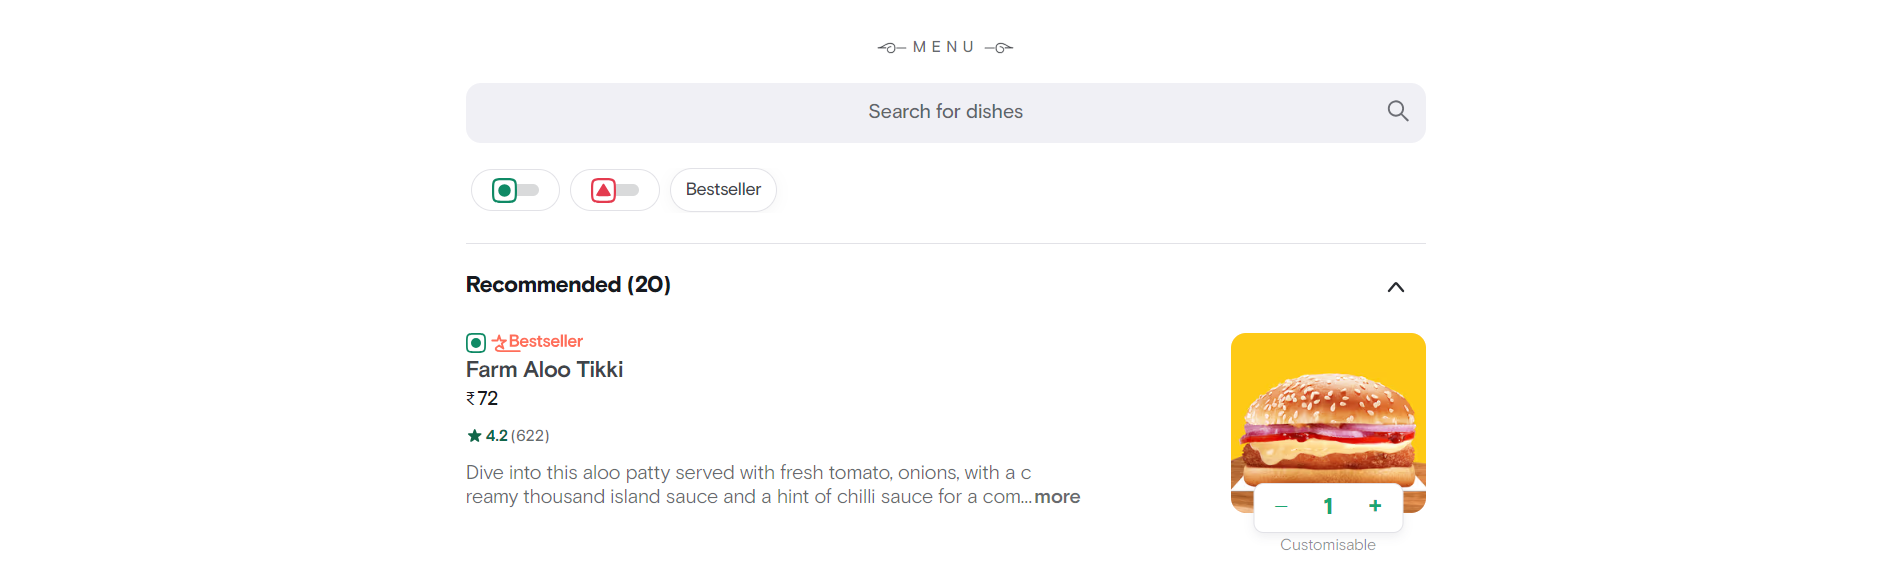 MENU
Search for dishes
Bestseller
Recommended (20)
Bestseller
Farm Aloo Tikki
₹72
4.2 (622)
Dive into this aloo patty served with fresh tomato, onions, with a c
reamy thousand island sauce and a hint of chilli sauce for a com... more
− 1 +
Customisable